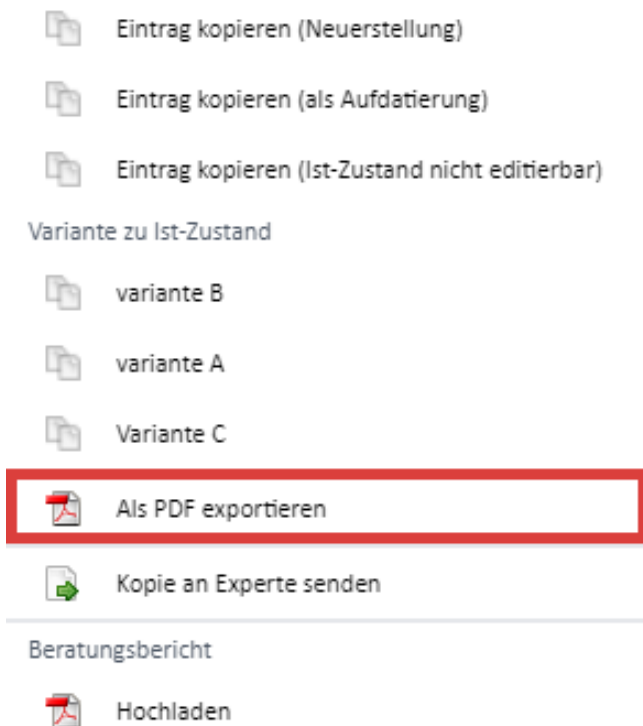 Eintrag kopieren (Neuerstellung)
Eintrag kopieren (als Aufdatierung)
Eintrag kopieren (Ist-Zustand nicht editierbar)
Variante zu Ist-Zustand
variante B
variante A
Variante C
Als PDF exportieren
Kopie an Experte senden
Beratungsbericht
Hochladen